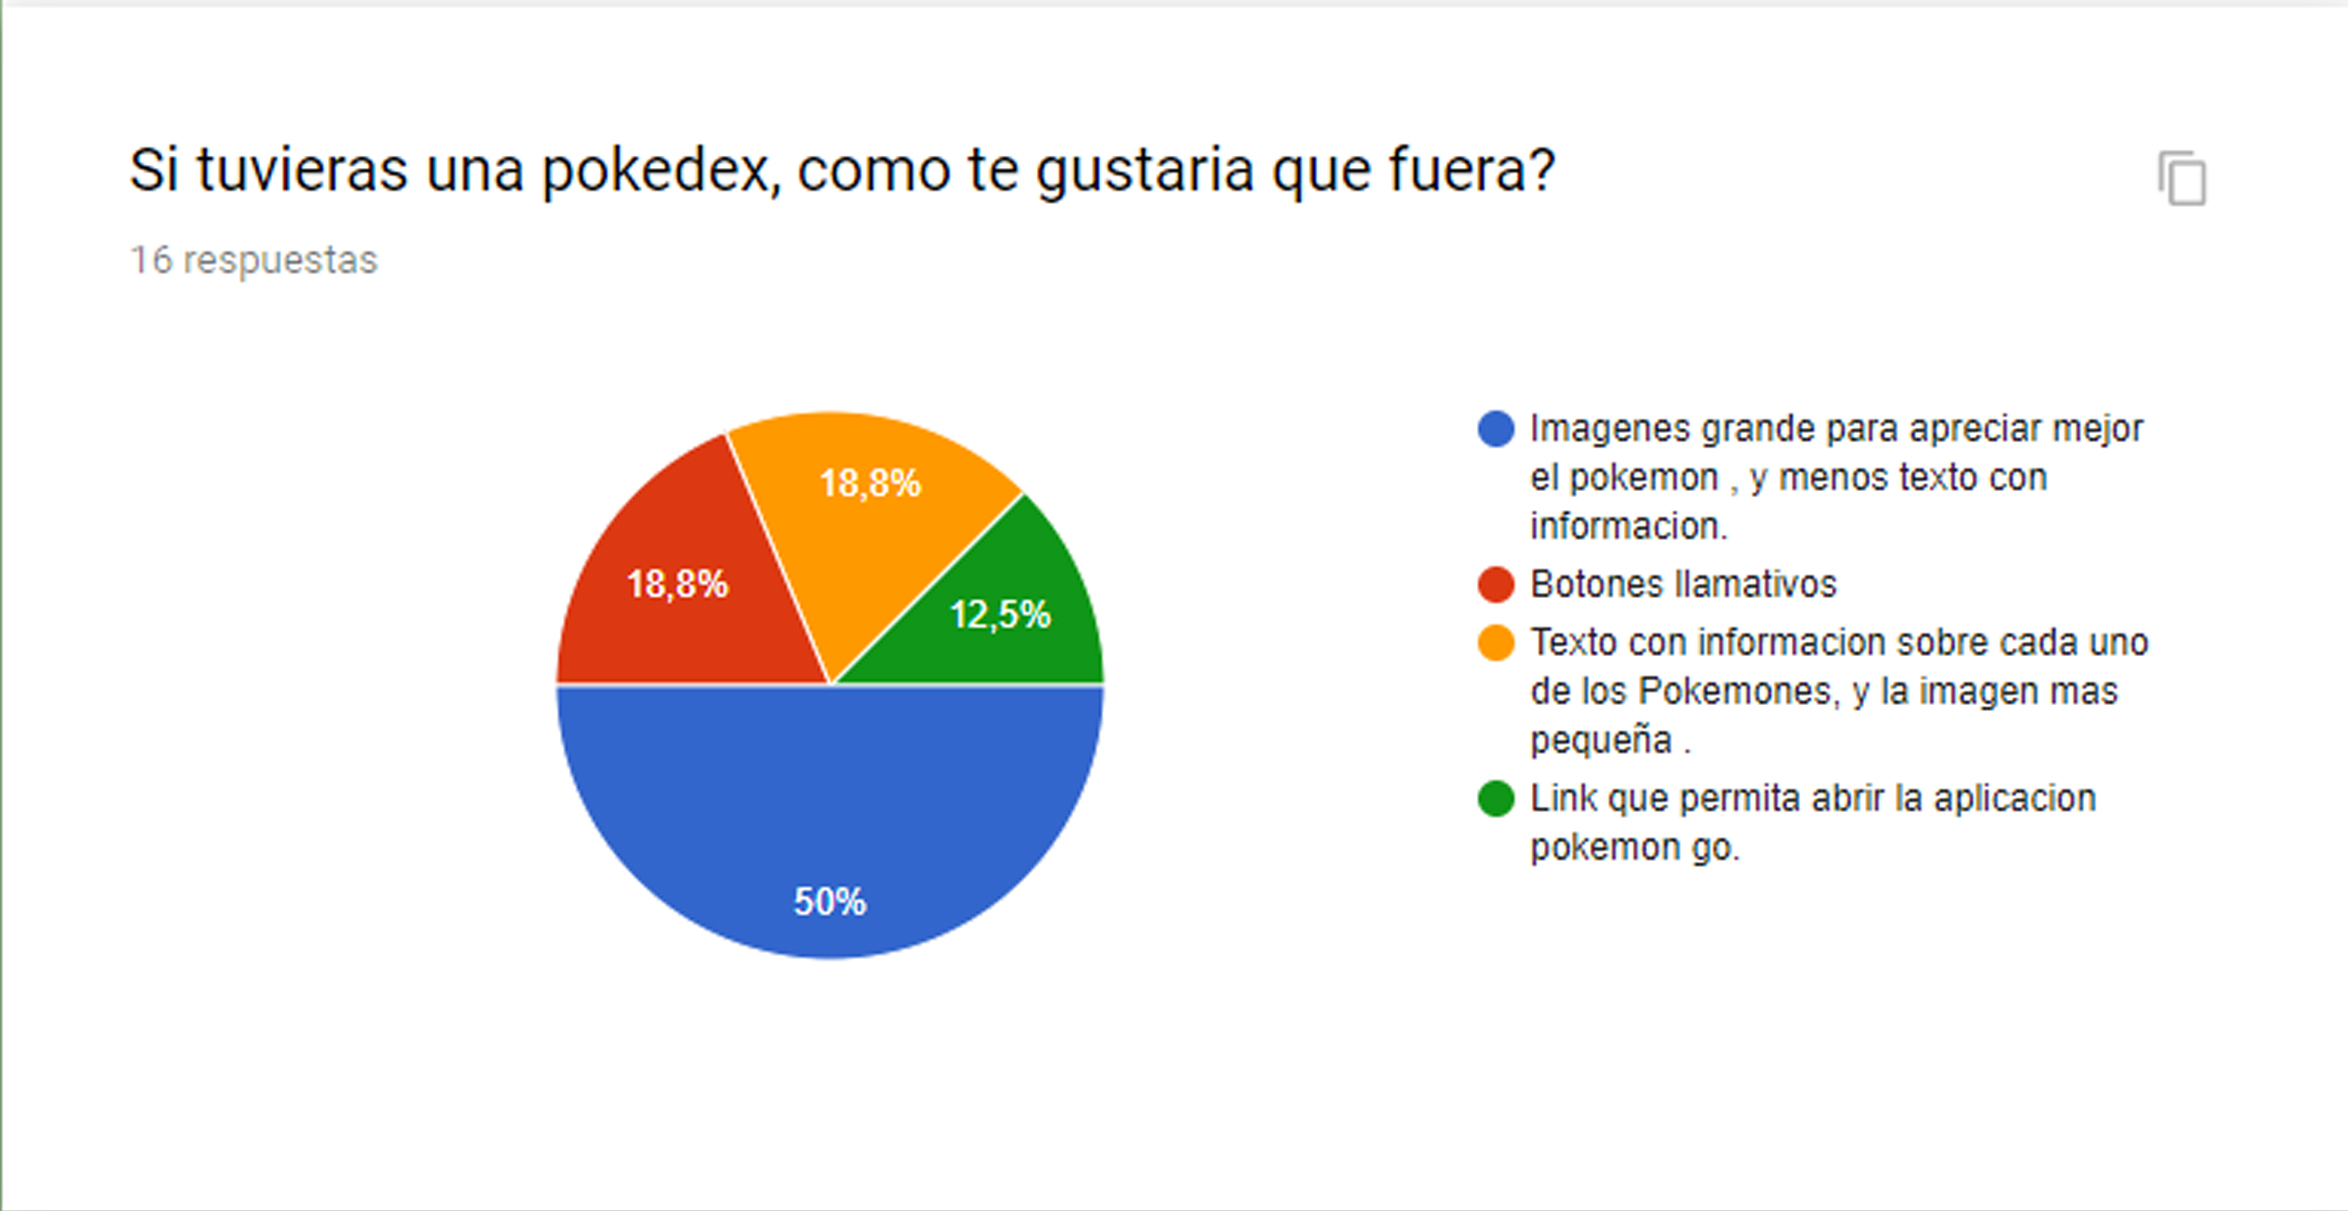 Si tuvieras una pokedex, como te gustaria que fuera?
16 respuestas
18,8%
18,8%
12,5%
50%
Imagenes grande para apreciar mejor
el pokemon , y menos texto con
informacion.
Botones llamativos
Texto con informacion sobre cada uno
de los Pokemones, y la imagen mas
pequeña .
Link que permita abrir la aplicacion
pokemon go.